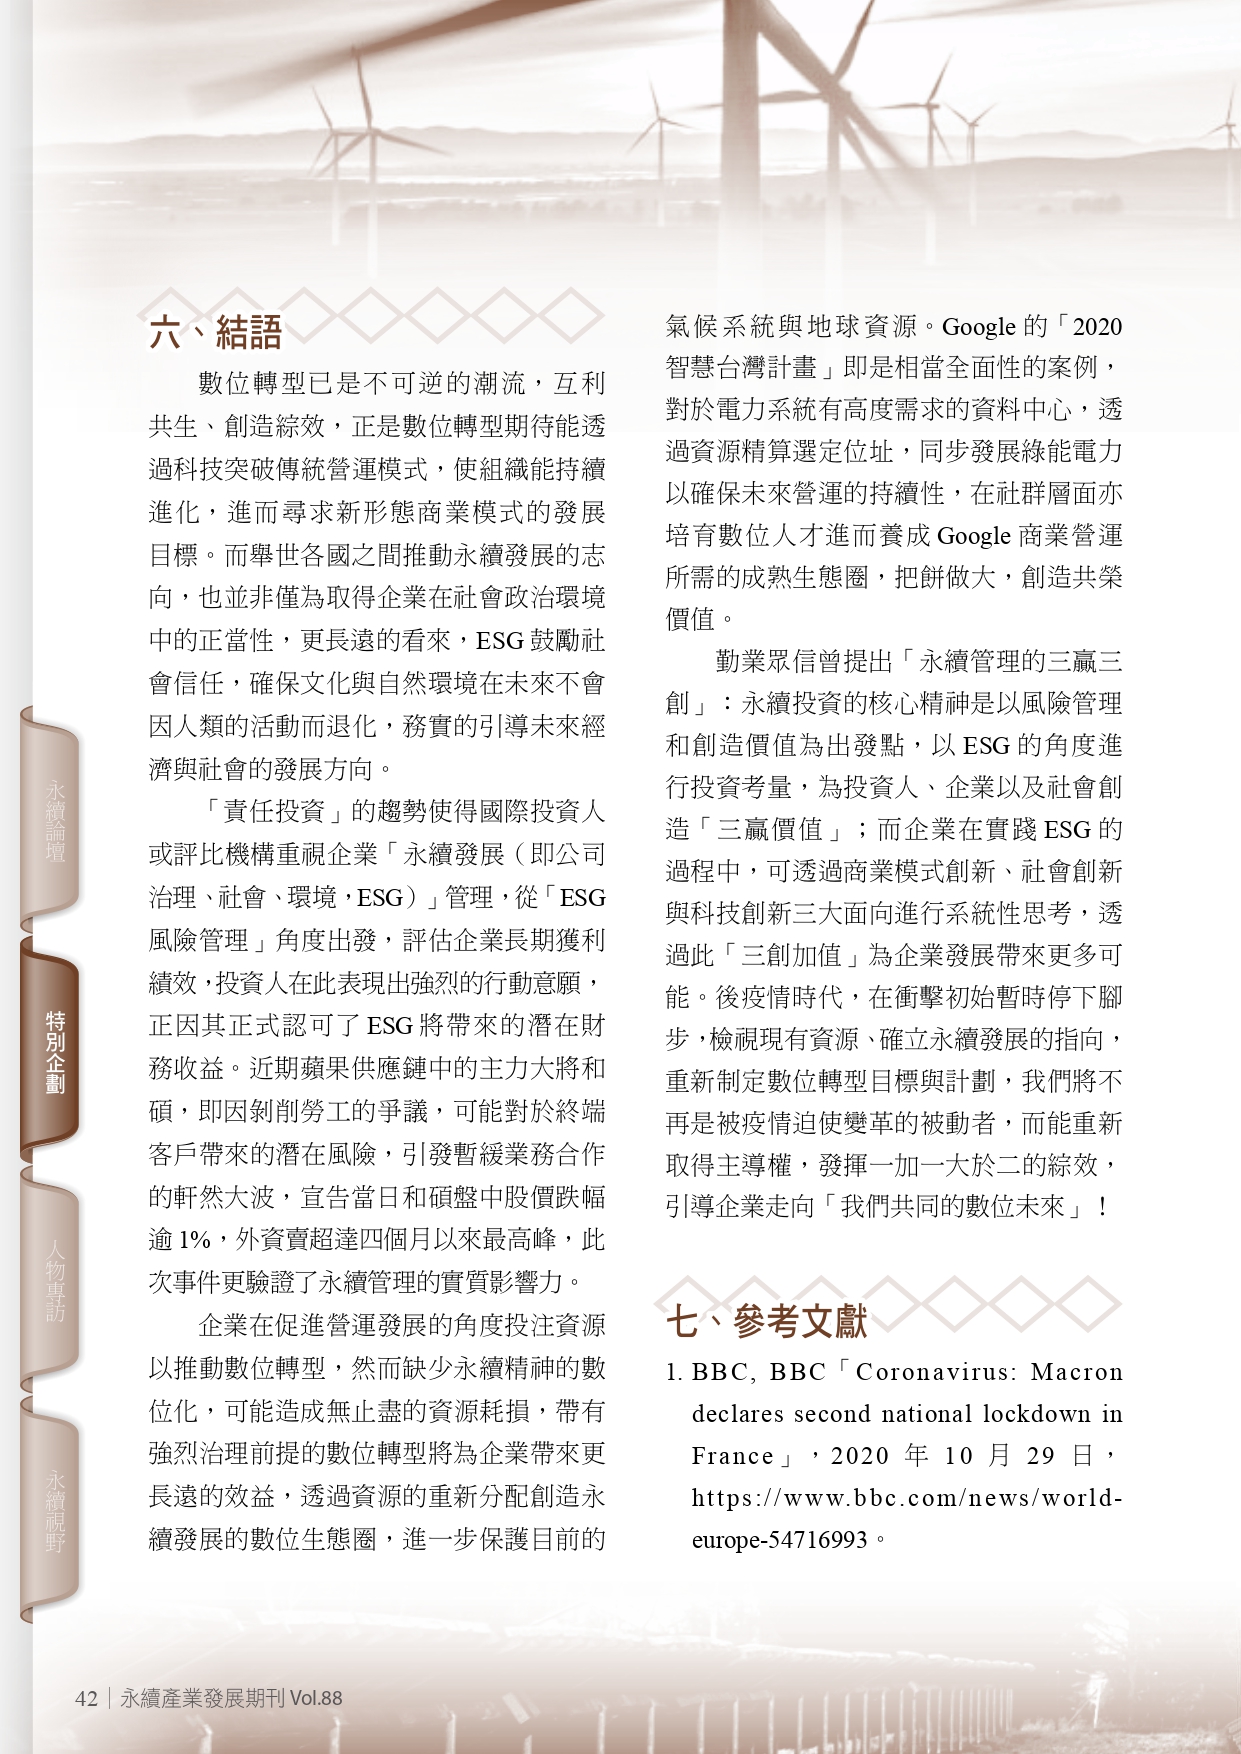 六、結語
數位轉型已是不可逆的潮流，互利
共生、創造綜效，正是數位轉型期待能透
過科技突破傳統營運模式，使組織能持續
進化，進而尋求新形態商業模式的發展
目標。而舉世各國之間推動永續發展的志
向，也並非僅為取得企業在社會政治環境
中的正當性，更長遠的看來，ESG 鼓勵社
會信任，確保文化與自然環境在未來不會
因人類的活動而退化，務實的引導未來經
濟與社會的發展方向。
「責任投資」的趨勢使得國際投資人
或評比機構重視企業「永續發展（即公司
治理、社會、環境，ESG）」管理，從「ESG
風險管理」角度出發，評估企業長期獲利
績效，投資人在此表現出強烈的行動意願，
正因其正式認可了 ESG 將帶來的潛在財
務收益。近期蘋果供應鏈中的主力大將和
碩，即因剝削勞工的爭議，可能對於終端
客戶帶來的潛在風險，引發暫緩業務合作
的軒然大波，宣告當日和碩盤中股價跌幅
逾 1%，外資賣超達四個月以來最高峰，此
次事件更驗證了永續管理的實質影響力。
企業在促進營運發展的角度投注資源
以推動數位轉型，然而缺少永續精神的數
位化，可能造成無止盡的資源耗損，帶有
強烈治理前提的數位轉型將為企業帶來更
長遠的效益，透過資源的重新分配創造永
續發展的數位生態圈，進一步保護目前的
氣候系統與地球資源。Google 的「2020
智慧台灣計畫」即是相當全面性的案例，
對於電力系統有高度需求的資料中心，透
過資源精算選定位址，同步發展綠能電力
以確保未來營運的持續性，在社群層面亦
培育數位人才進而養成 Google 商業營運
所需的成熟生態圈，把餅做大，創造共榮
價值。
勤業眾信曾提出「永續管理的三贏三
創」：永續投資的核心精神是以風險管理
和創造價值為出發點，以 ESG 的角度進
行投資考量，為投資人、企業以及社會創
造「三贏價值」；而企業在實踐 ESG 的
過程中，可透過商業模式創新、社會創新
與科技創新三大面向進行系統性思考，透
過此「三創加值」為企業發展帶來更多可
能。後疫情時代，在衝擊初始暫時停下腳
步，檢視現有資源、確立永續發展的指向，
重新制定數位轉型目標與計劃，我們將不
再是被疫情迫使變革的被動者，而能重新
取得主導權，發揮一加一大於二的綜效，
引導企業走向「我們共同的數位未來」！
七、參考文獻
1. BBC, BBC「Coronavirus: Macron
declares second national lockdown in
France」，2020 年 10 月 29 日，
https://www.bbc.com/news/world-
europe-54716993。
永續論壇
特別企劃
人物專訪
永續視野
42｜永續產業發展期刊 Vol.88